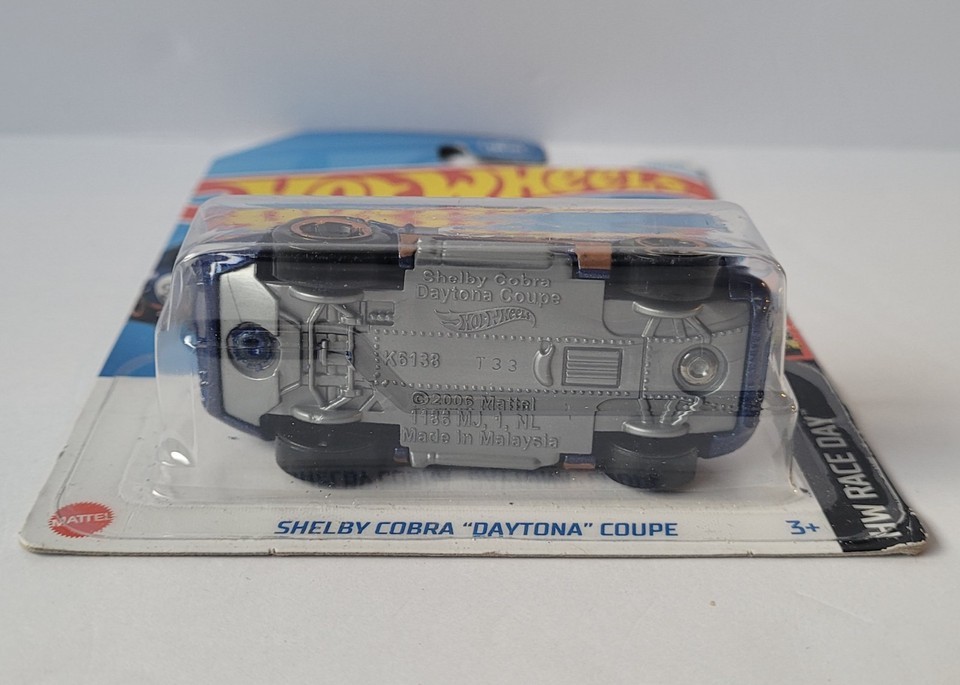 HOT WHEELS
Shelby Cobra
Daytona Coupe
HOT WHEELS
K6138 T33
©2006 Mattel
1186 MJ, 1, NL
Made in Malaysia
MATTEL
SHELBY COBRA "DAYTONA" COUPE
3+
HW RACE DAY